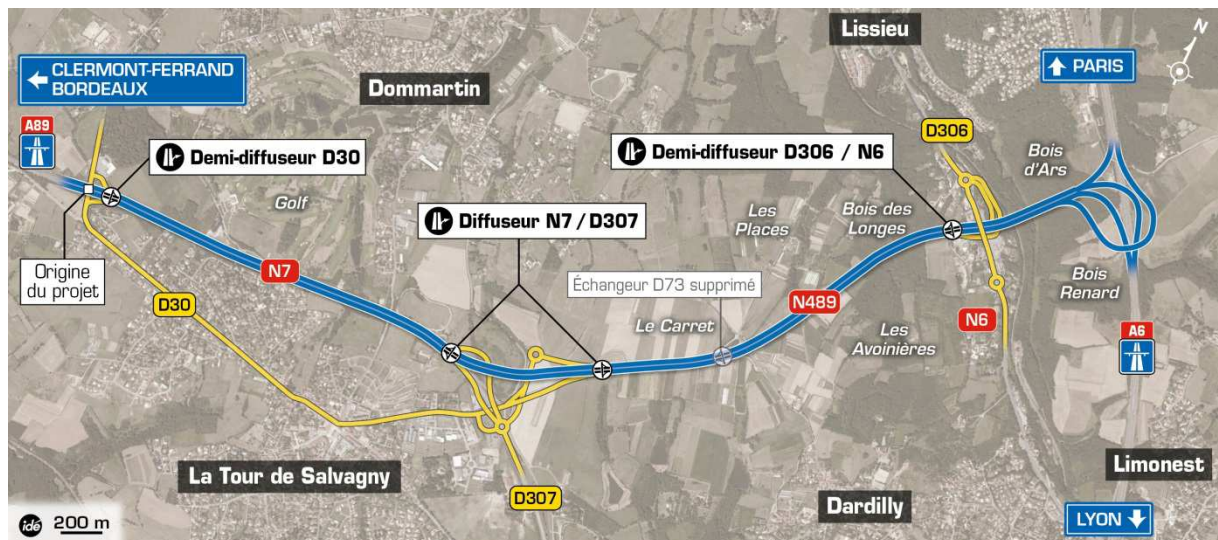 Lissieu
N
CLERMONT-FERRAND
BORDEAUX
PARIS
Dommartin
A89
D306
Demi-diffuseur D30
Demi-diffuseur D306 / N6
Bois
d'Ars
Golf
Diffuseur N7 / D307
Les
Places
Bois des
Longes
Origine
du projet
N7
Échangeur D73 supprimé
Bois
Renard
D30
N489
Le Carret
N6
Les
Avoinières
A6
La Tour de Salvagny
Limonest
D307
Dardilly
idé
200 m
LYON